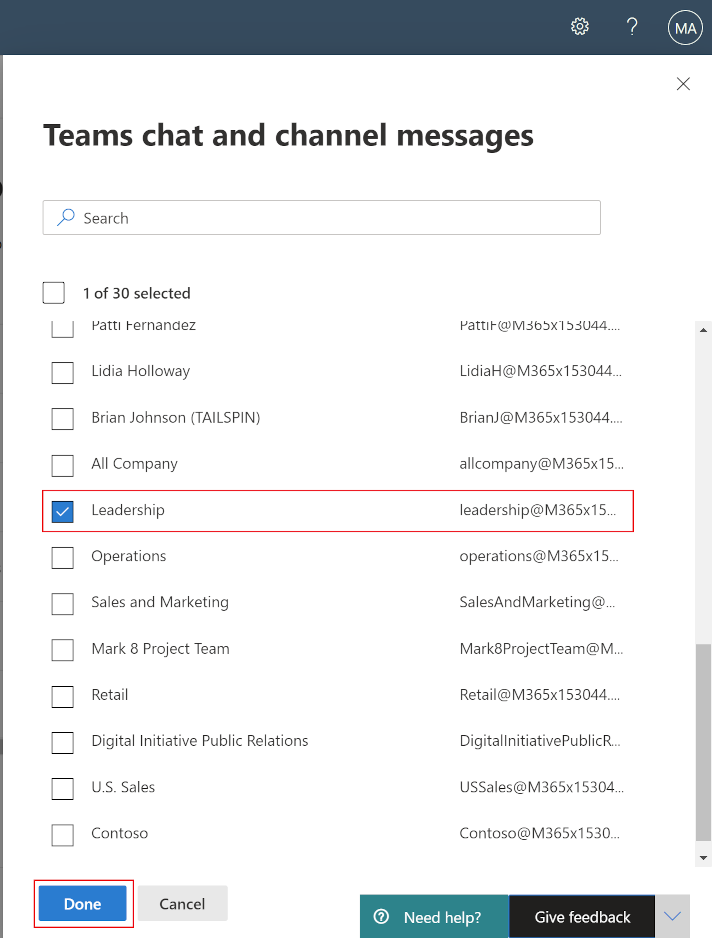 MA
Teams chat and channel messages
Search
1 of 30 selected
Patti Fernandez PattiF@M365x153044....
Lidia Holloway LidiaH@M365x153044...
Brian Johnson (TAILSPIN) BrianJ@M365x153044....
All Company allcompany@M365x15...
Leadership leadership@M365x15...
Operations operations@M365x15...
Sales and Marketing SalesAndMarketing@...
Mark 8 Project Team Mark8ProjectTeam@M...
Retail Retail@M365x153044....
Digital Initiative Public Relations DigitalInitiativePublicR...
U.S. Sales USSales@M365x15304...
Contoso Contoso@M365x1530...
Done Cancel
Need help? Give feedback